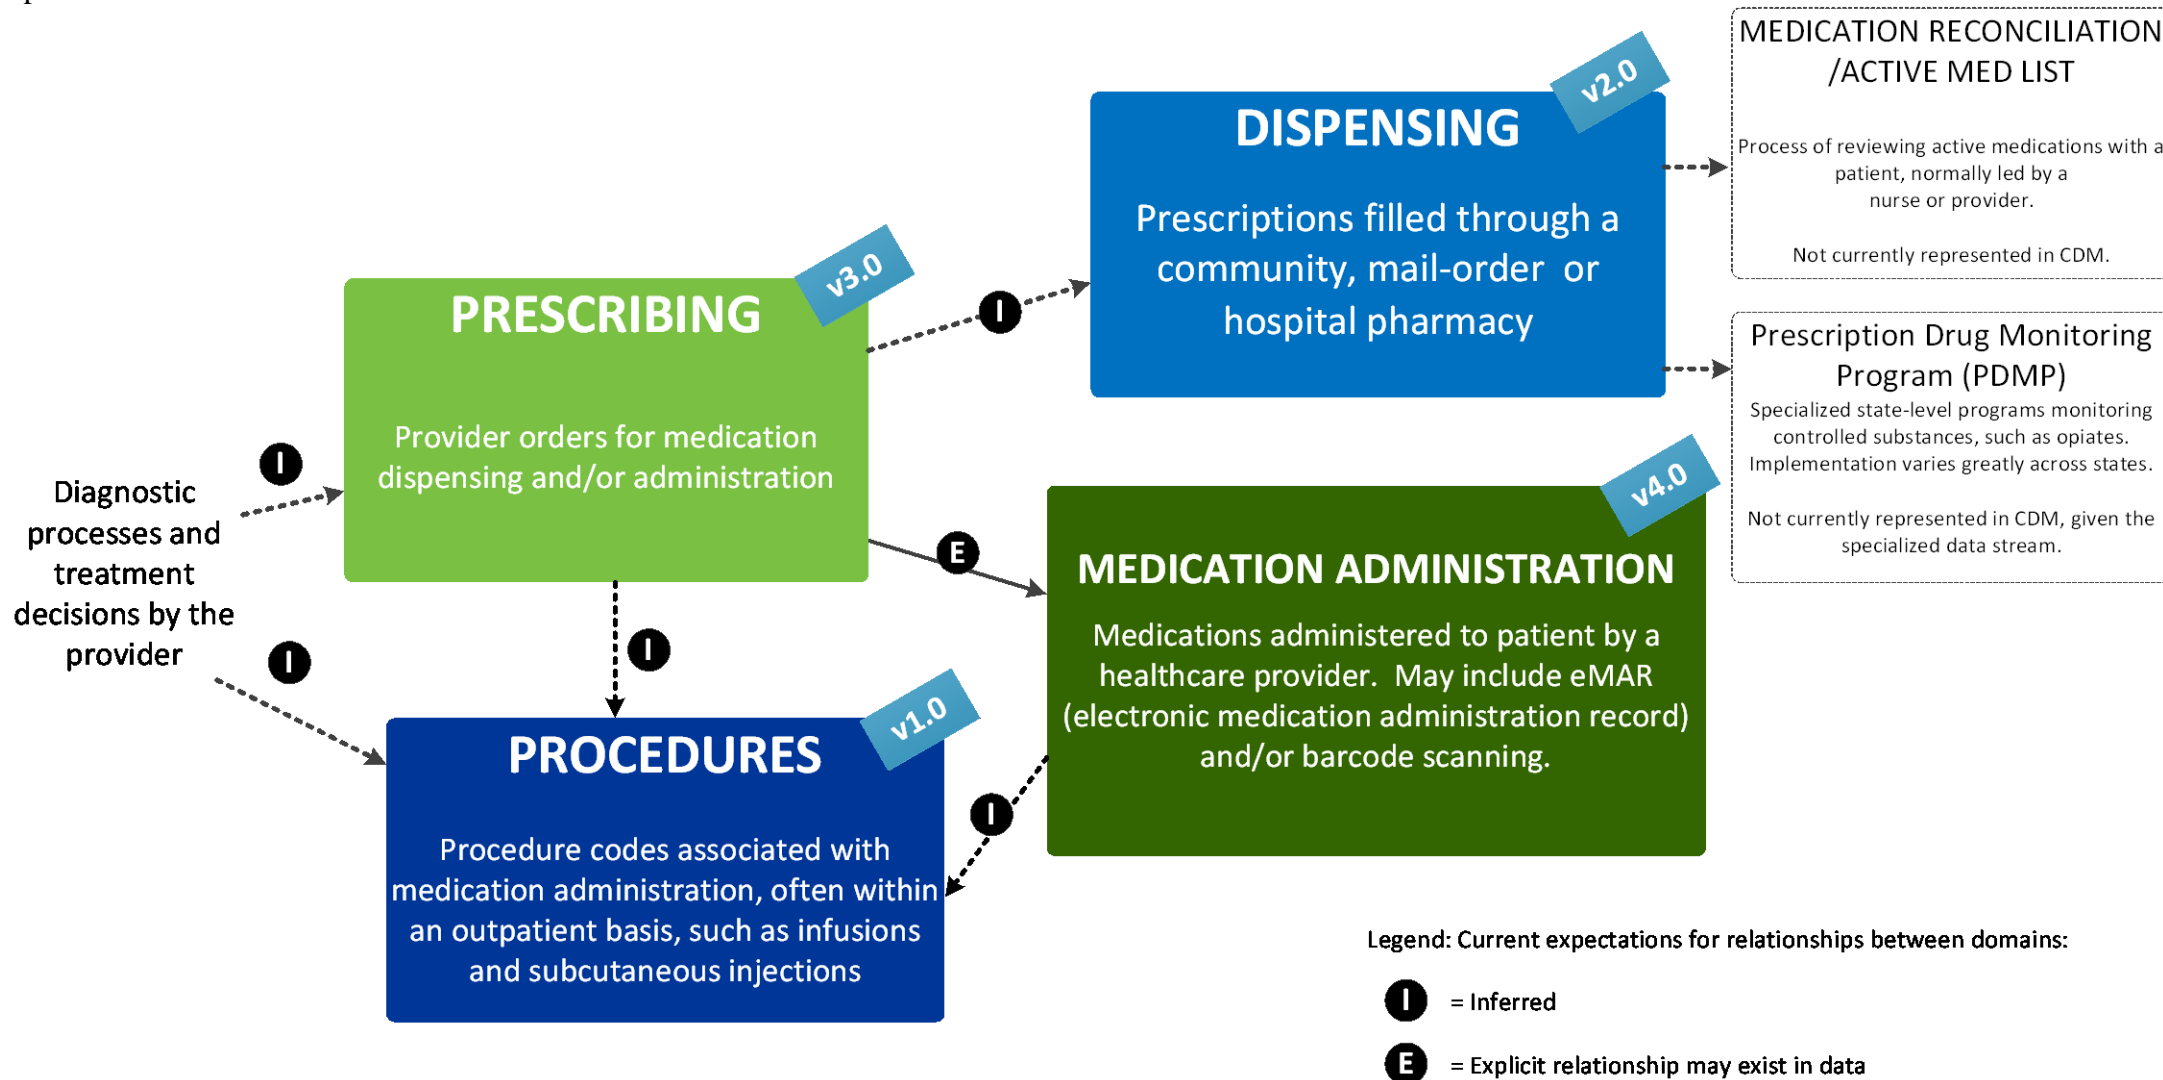 MEDICATION RECONCILIATION
/ACTIVE MED LIST
Process of reviewing active medications with a
patient, normally led by a
nurse or provider.
Not currently represented in CDM.
v2.0
DISPENSING
Prescriptions filled through a
community, mail-order or
hospital pharmacy
v3.0
PRESCRIBING
Provider orders for medication
dispensing and/or administration
I
I
E
I
I
I
Diagnostic
processes and
treatment
decisions by the
provider
Prescription Drug Monitoring
Program (PDMP)
Specialized state-level programs monitoring
controlled substances, such as opiates.
Implementation varies greatly across states.
Not currently represented in CDM, given the
specialized data stream.
v4.0
MEDICATION ADMINISTRATION
Medications administered to patient by a
healthcare provider. May include eMAR
(electronic medication administration record)
and/or barcode scanning.
v1.0
PROCEDURES
Procedure codes associated with
medication administration, often within
an outpatient basis, such as infusions
and subcutaneous injections
Legend: Current expectations for relationships between domains:
I = Inferred
E = Explicit relationship may exist in data